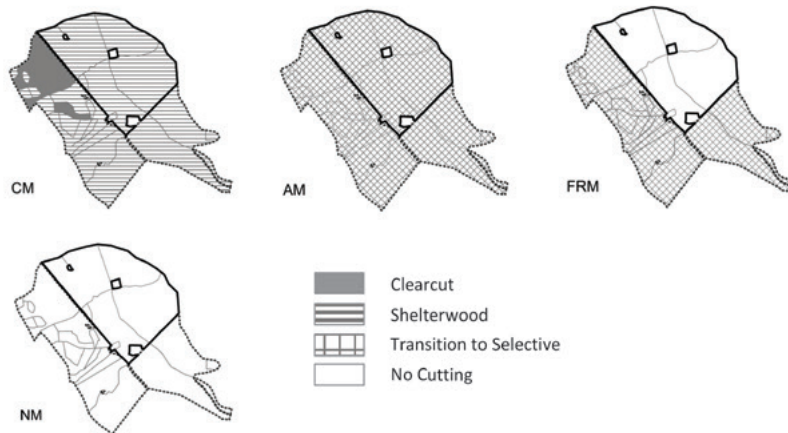 CM
AM
FRM
NM
Clearcut
Shelterwood
Transition to Selective
No Cutting